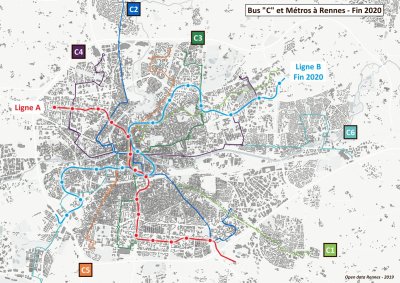 Bus "C" et Métros à Rennes - Fin 2020
C2
C3
C4
Ligne B
Fin 2020
Ligne A
C6
C1
C5
Open data Rennes - 2019